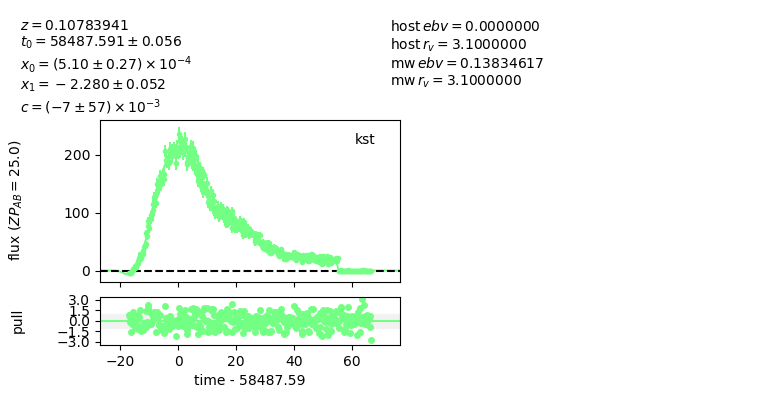 z = 0.10783941
t₀ = 58487.591 ± 0.056
x₀ = (5.10 ± 0.27) × 10⁻⁴
x₁ = −2.280 ± 0.052
c = (−7 ± 57) × 10⁻³
host ebv = 0.0000000
host r_v = 3.1000000
mw ebv = 0.13834617
mw r_v = 3.1000000
kst
flux (ZP_AB = 25.0)
200
100
0
pull
3.0
1.5
0.0
−1.5
−3.0
−20 0 20 40 60
time - 58487.59